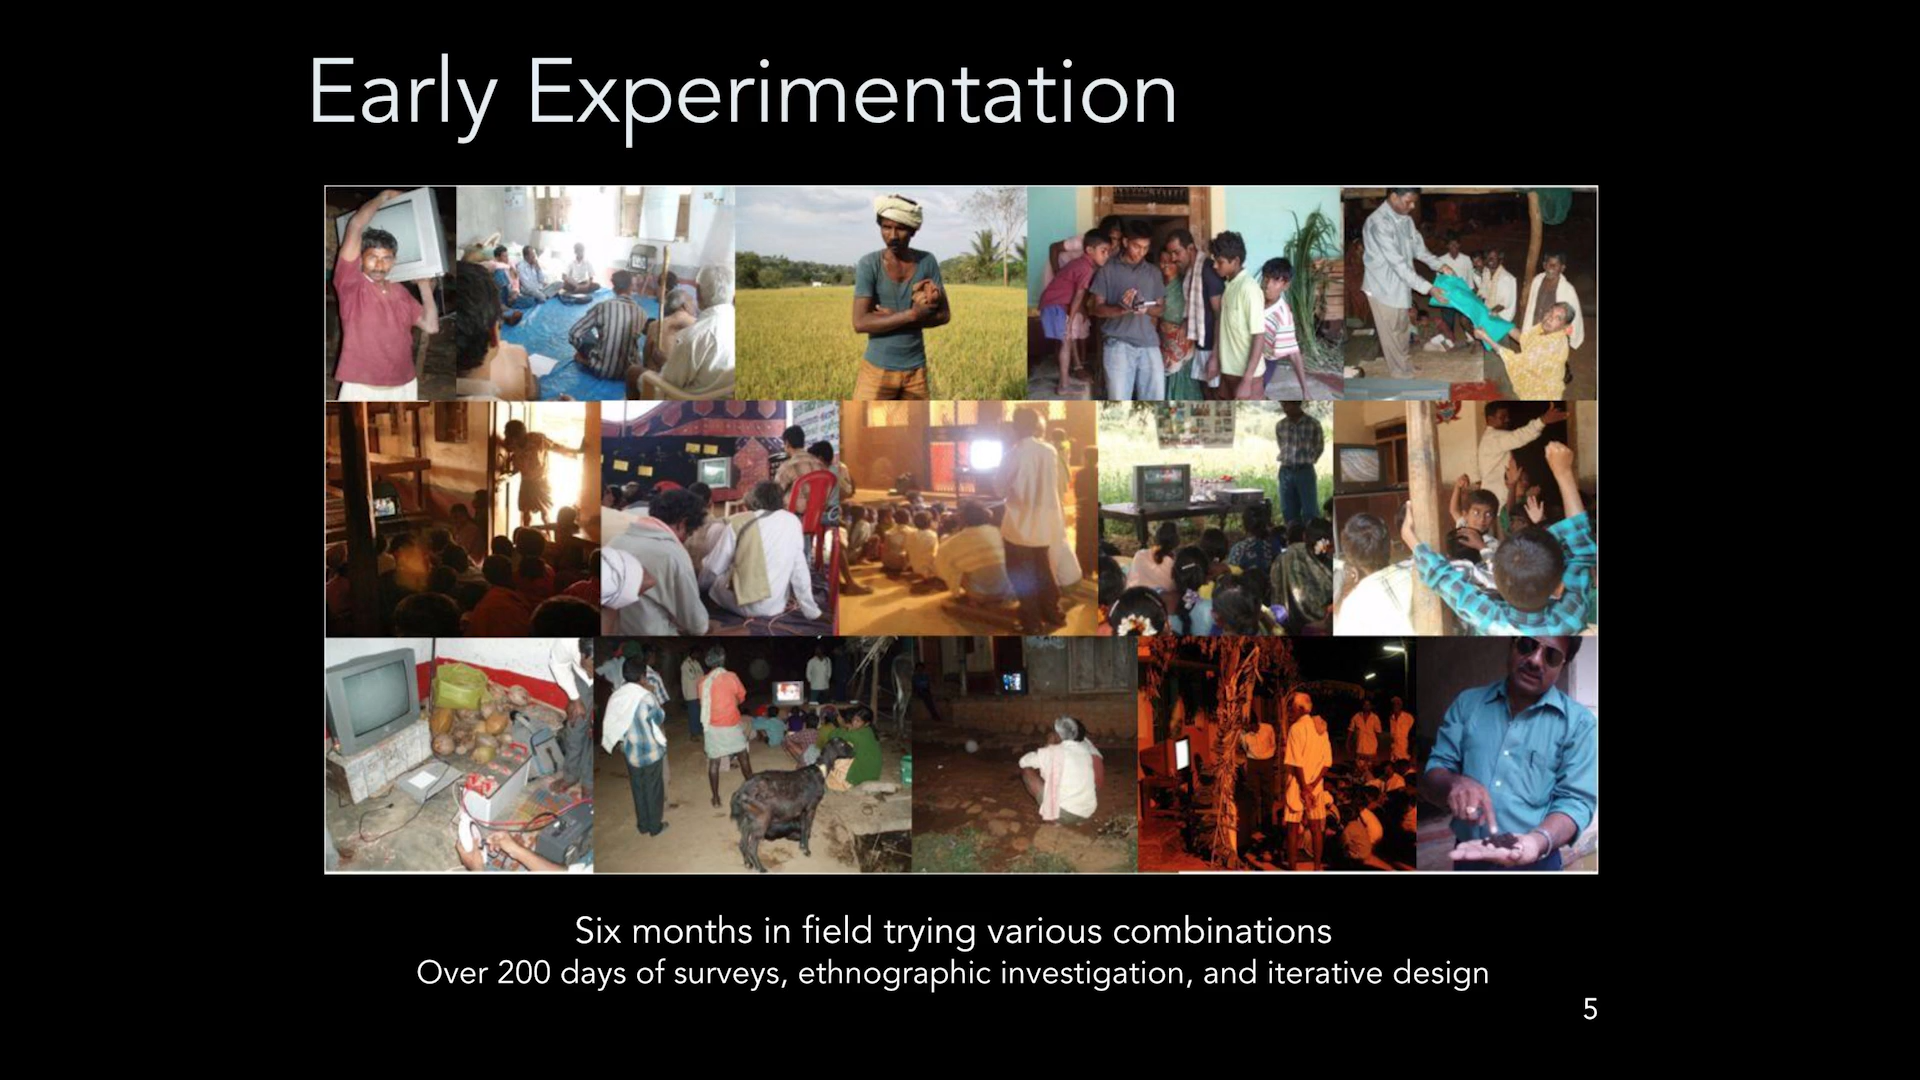 Early Experimentation
Six months in field trying various combinations
Over 200 days of surveys, ethnographic investigation, and iterative design
5